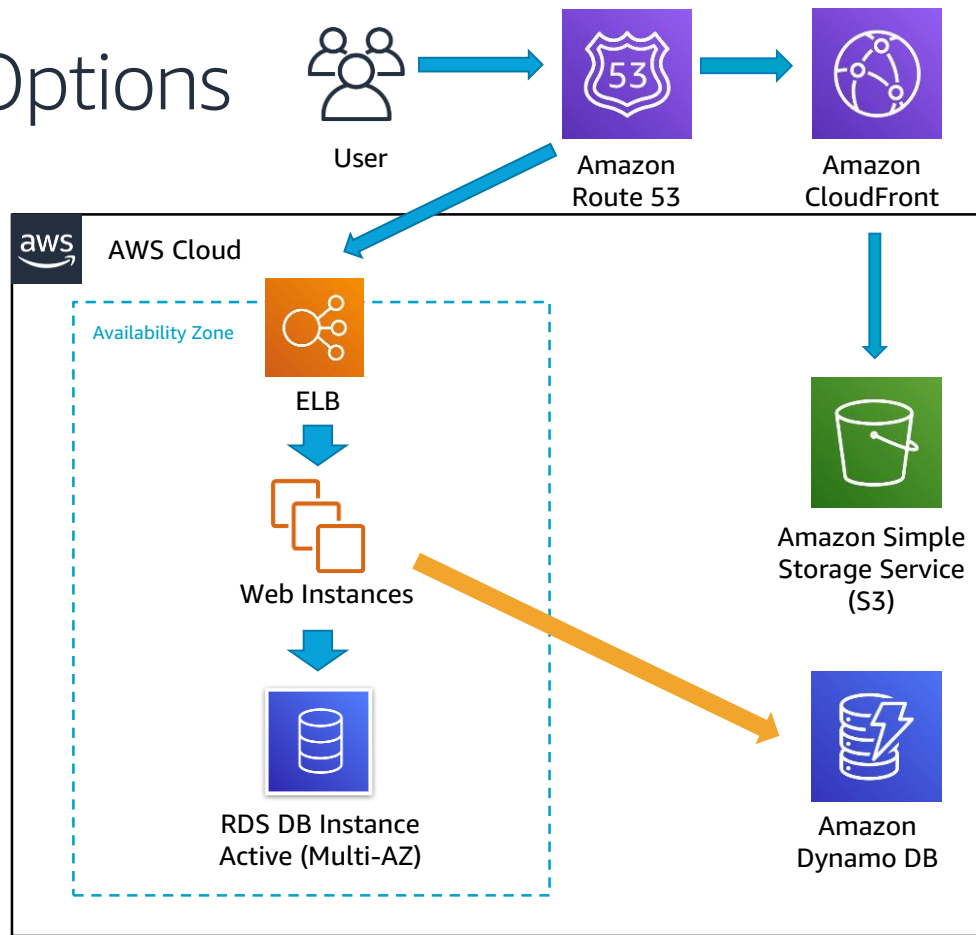 Options
53
User
Amazon
Route 53
Amazon
CloudFront
aws
AWS Cloud
Availability Zone
ELB
Web Instances
Amazon Simple
Storage Service
(S3)
RDS DB Instance
Active (Multi-AZ)
Amazon
Dynamo DB